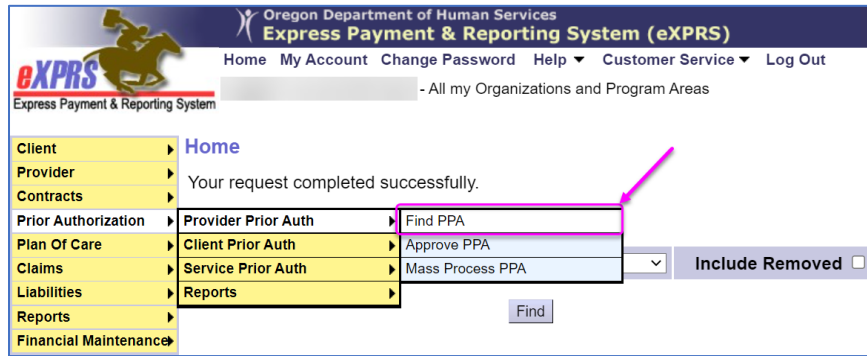 Oregon Department of Human Services
Express Payment & Reporting System (eXPRS)
Home My Account Change Password Help ▼ Customer Service ▼ Log Out
eXPRS
Express Payment & Reporting System
- All my Organizations and Program Areas
Home
Your request completed successfully.
Client
Provider
Contracts
Prior Authorization
Plan Of Care
Claims
Liabilities
Reports
Financial Maintenance
Provider Prior Auth
Client Prior Auth
Service Prior Auth
Reports
Find PPA
Approve PPA
Mass Process PPA
Include Removed
Find